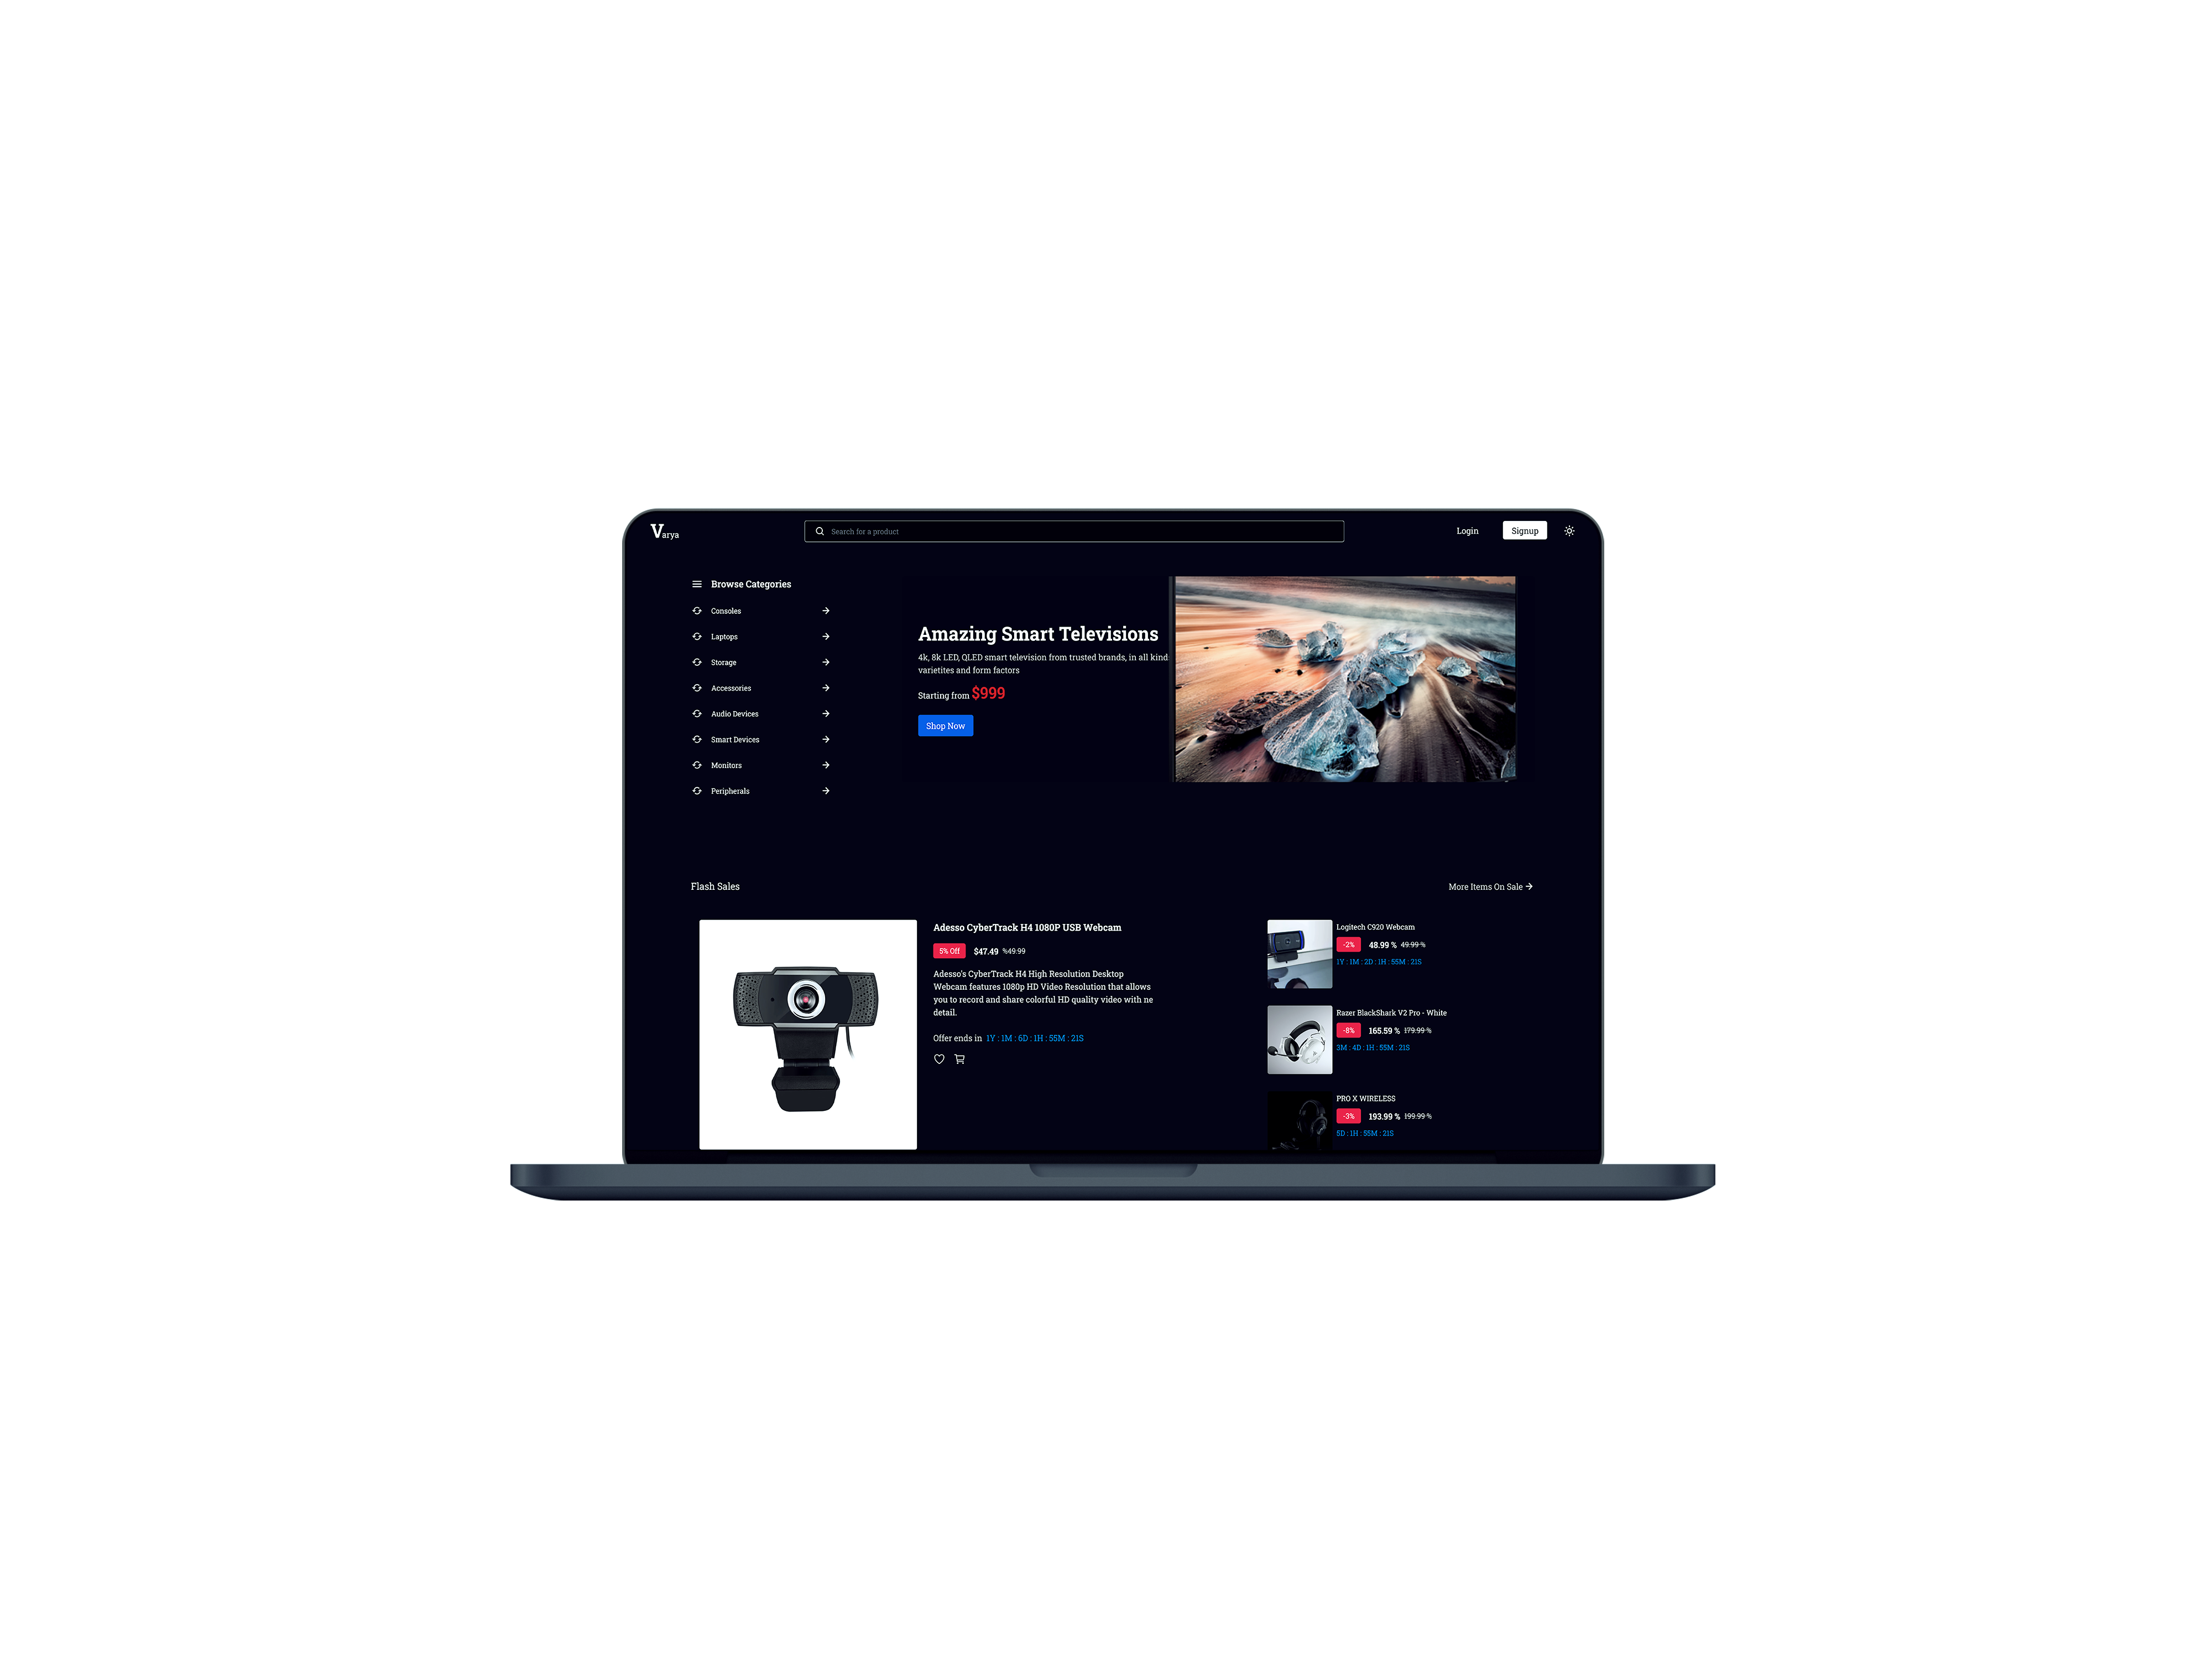 Varya
Search for a product
Login
Signup
Browse Categories
Consoles
Laptops
Storage
Accessories
Audio Devices
Smart Devices
Monitors
Peripherals
Amazing Smart Televisions
4k, 8k LED, QLED smart television from trusted brands, in all kind
varietites and form factors
Starting from $999
Shop Now
Flash Sales
More Items On Sale
Adesso CyberTrack H4 1080P USB Webcam
5% Off $47.49 %49.99
Adesso's CyberTrack H4 High Resolution Desktop
Webcam features 1080p HD Video Resolution that allows
you to record and share colorful HD quality video with ne
detail.
Offer ends in 1Y : 1M : 6D : 1H : 55M : 21S
Logitech C920 Webcam
-2% 48.99 % 49.99 %
1Y : 1M : 2D : 1H : 55M : 21S
Razer BlackShark V2 Pro - White
-8% 165.59 % 179.99 %
3M : 4D : 1H : 55M : 21S
PRO X WIRELESS
-3% 193.99 % 199.99 %
5D : 1H : 55M : 21S